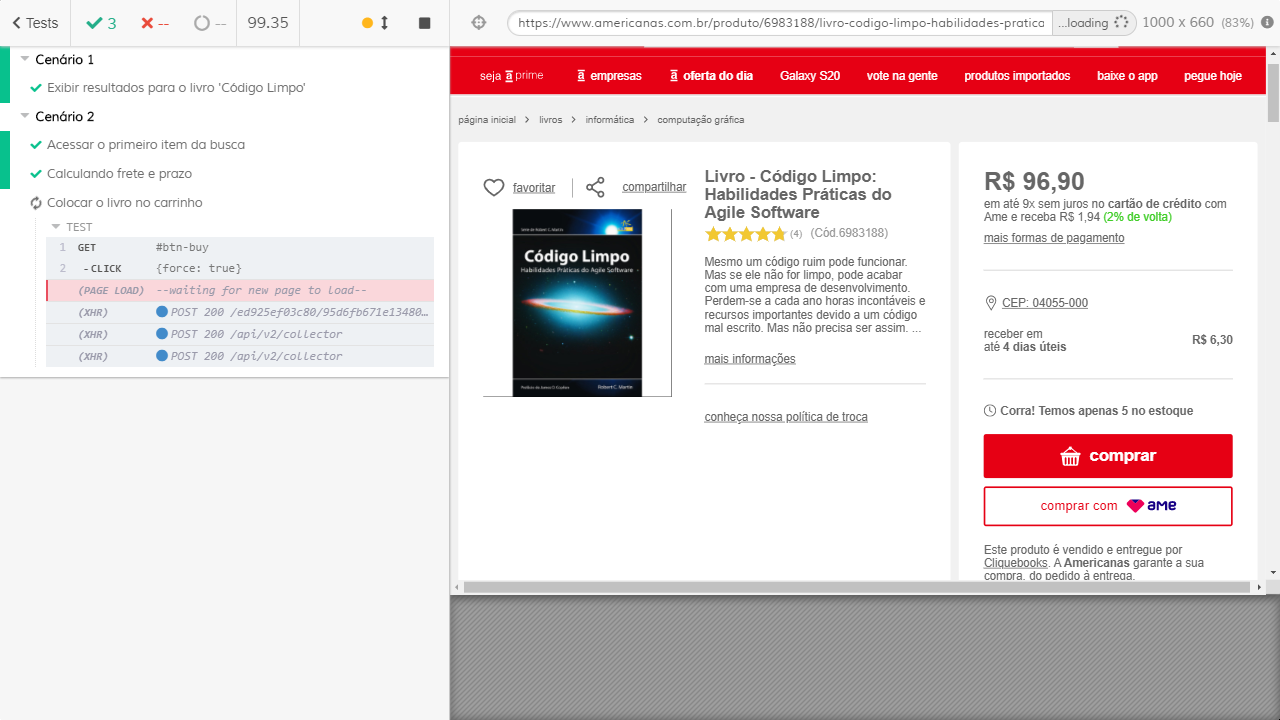 Tests
3
--
--
99.35
https://www.americanas.com.br/produto/6983188/livro-codigo-limpo-habilidades-pratica
...loading
1000 x 660 (83%)
Cenário 1
Exibir resultados para o livro 'Código Limpo'
Cenário 2
Acessar o primeiro item da busca
Calculando frete e prazo
Colocar o livro no carrinho
TEST
1 GET #btn-buy
2 -CLICK {force: true}
(PAGE LOAD) --waiting for new page to load--
(XHR) POST 200 /ed925ef03c80/95d6fb671e13480…
(XHR) POST 200 /api/v2/collector
(XHR) POST 200 /api/v2/collector
seja a prime
a empresas
a oferta do dia
Galaxy S20
vote na gente
produtos importados
baixe o app
pegue hoje
página inicial > livros > informática > computação gráfica
favoritar
compartilhar
Série de Robert C. Martin
Código Limpo
Habilidades Práticas do Agile Software
Robert C. Martin
Livro - Código Limpo:
Habilidades Práticas do
Agile Software
(4) (Cód.6983188)
Mesmo um código ruim pode funcionar.
Mas se ele não for limpo, pode acabar
com uma empresa de desenvolvimento.
Perdem-se a cada ano horas incontáveis e
recursos importantes devido a um código
mal escrito. Mas não precisa ser assim. ...
mais informações
conheça nossa política de troca
R$ 96,90
em até 9x sem juros no cartão de crédito com
Ame e receba R$ 1,94 (2% de volta)
mais formas de pagamento
CEP: 04055-000
receber em
até 4 dias úteis
R$ 6,30
Corra! Temos apenas 5 no estoque
comprar
comprar com ame
Este produto é vendido e entregue por
Cliquebooks. A Americanas garante a sua
compra, do pedido à entrega.